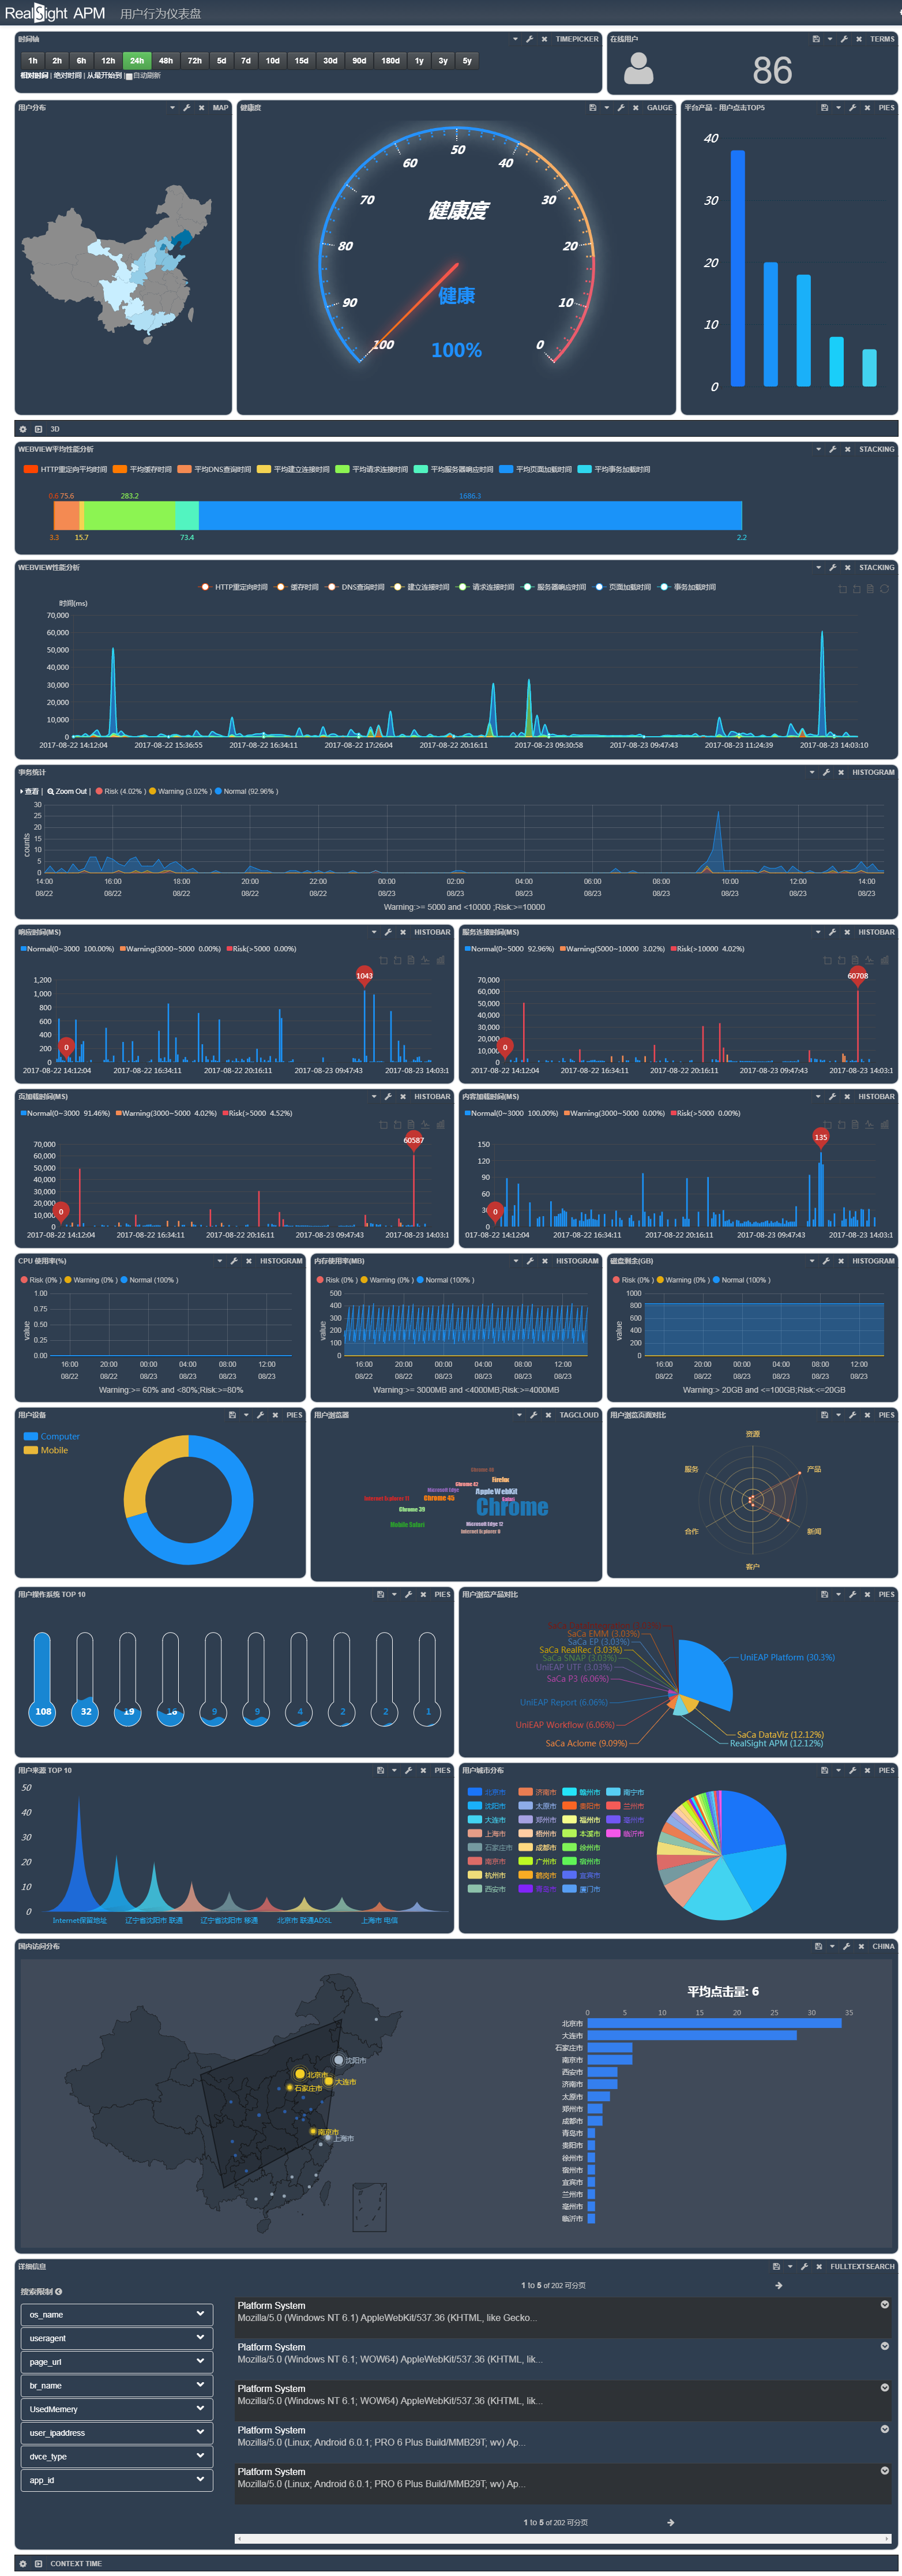 RealSight APM 用户行为仪表盘
时间轴 TIMEPICKER
1h 2h 6h 12h 24h 48h 72h 5d 7d 10d 15d 30d 90d 180d 1y 3y 5y
相对时间 | 绝对时间 | 从最开始到 | 自动刷新
在线用户 TERMS
86
用户分布 MAP
健康度 GAUGE
100 90 80 70 60 50 40 30 20 10 0
健康度
健康
100%
平台产品 - 用户点击TOP5 PIES
40
30
20
10
0
3D
WEBVIEW平均性能分析 STACKING
HTTP重定向平均时间 平均缓存时间 平均DNS查询时间 平均建立连接时间 平均请求连接时间 平均服务器响应时间 平均页面加载时间 平均事务加载时间
0.6 75.6 283.2 1686.3
3.3 15.7 73.4 2.2
WEBVIEW性能分析 STACKING
HTTP重定向时间 缓存时间 DNS查询时间 建立连接时间 请求连接时间 服务器响应时间 页面加载时间 事务加载时间
时间(ms)
70,000
60,000
50,000
40,000
30,000
20,000
10,000
0
2017-08-22 14:12:04 2017-08-22 15:36:55 2017-08-22 16:34:11 2017-08-22 17:26:04 2017-08-22 20:16:11 2017-08-23 09:30:58 2017-08-23 09:47:43 2017-08-23 11:24:39 2017-08-23 14:03:10
事务统计 HISTOGRAM
查看 | Zoom Out | Risk (4.02% ) Warning (3.02% ) Normal (92.96% )
counts
30
25
20
15
10
5
0
14:00 16:00 18:00 20:00 22:00 00:00 02:00 04:00 06:00 08:00 10:00 12:00 14:00
08/22 08/22 08/22 08/22 08/22 08/23 08/23 08/23 08/23 08/23 08/23 08/23 08/23
Warning:>= 5000 and <10000 ;Risk:>=10000
响应时间(MS) HISTOBAR
Normal(0~3000 100.00%) Warning(3000~5000 0.00%) Risk(>5000 0.00%)
1043
1,200
1,000
800
600
400
200
0
0
2017-08-22 14:12:04 2017-08-22 16:34:11 2017-08-22 20:16:11 2017-08-23 09:47:43 2017-08-23 14:03:1
服务连接时间(MS) HISTOBAR
Normal(0~5000 92.96%) Warning(5000~10000 3.02%) Risk(>10000 4.02%)
60708
70,000
60,000
50,000
40,000
30,000
20,000
10,000
0
0
2017-08-22 14:12:04 2017-08-22 16:34:11 2017-08-22 20:16:11 2017-08-23 09:47:43 2017-08-23 14:03:1
页加载时间(MS) HISTOBAR
Normal(0~3000 91.46%) Warning(3000~5000 4.02%) Risk(>5000 4.52%)
60587
70,000
60,000
50,000
40,000
30,000
20,000
10,000
0
0
2017-08-22 14:12:04 2017-08-22 16:34:11 2017-08-22 20:16:11 2017-08-23 09:47:43 2017-08-23 14:03:1
内容加载时间(MS) HISTOBAR
Normal(0~3000 100.00%) Warning(3000~5000 0.00%) Risk(>5000 0.00%)
135
150
120
90
60
30
0
0
017-08-22 14:12:04 2017-08-22 16:34:11 2017-08-22 20:16:11 2017-08-23 09:47:43 2017-08-23 14:03:1
CPU 使用率(%) HISTOGRAM
Risk (0% ) Warning (0% ) Normal (100% )
value
1.00
0.75
0.50
0.25
0.00
16:00 20:00 00:00 04:00 08:00 12:00
08/22 08/22 08/23 08/23 08/23 08/23
Warning:>= 60% and <80%;Risk:>=80%
内存使用率(MB) HISTOGRAM
Risk (0% ) Warning (0% ) Normal (100% )
value
500
400
300
200
100
0
16:00 20:00 00:00 04:00 08:00 12:00
08/22 08/22 08/23 08/23 08/23 08/23
Warning:>= 3000MB and <4000MB;Risk:>=4000MB
磁盘剩余(GB) HISTOGRAM
Risk (0% ) Warning (0% ) Normal (100% )
value
1000
800
600
400
200
0
16:00 20:00 00:00 04:00 08:00 12:00
08/22 08/22 08/23 08/23 08/23 08/23
Warning:> 20GB and <=100GB;Risk:<=20GB
用户设备 PIES
Computer
Mobile
用户浏览器 TAGCLOUD
Firefox
Chrome 42
Microsoft Edge
Apple WebKit
Internet Explorer 11
Chrome 45
Safari
Chrome
Chrome 39
Mobile Safari
Microsoft Edge 12
Internet Explorer 9
用户浏览页面对比 PIES
资源
服务
产品
合作
新闻
客户
用户操作系统 TOP 10 PIES
108 32 19 16 9 9 4 2 2 1
用户浏览产品对比 PIES
SaCa EMM (3.03%)
SaCa EP (3.03%)
SaCa RealRec (3.03%)
SaCa SNAP (3.03%)
UniEAP UTF (3.03%)
SaCa P3 (6.06%)
UniEAP Report (6.06%)
UniEAP Workflow (6.06%)
SaCa Aclome (9.09%)
UniEAP Platform (30.3%)
SaCa DataViz (12.12%)
RealSight APM (12.12%)
用户来源 TOP 10 PIES
50
40
30
20
10
0
Internet保留地址 辽宁省沈阳市 联通 辽宁省沈阳市 移通 北京市 联通ADSL 上海市 电信
用户城市分布 PIES
北京市 济南市 赣州市 南宁市
沈阳市 太原市 贵阳市 兰州市
大连市 郑州市 福州市 亳州市
上海市 梧州市 本溪市 临沂市
石家庄市 成都市 徐州市
南京市 广州市 宿州市
杭州市 鹤岗市 宜宾市
西安市 青岛市 厦门市
国内访问分布 CHINA
沈阳市
北京市
大连市
石家庄市
南京市
上海市
平均点击量: 6
0 5 10 15 20 25 30 35
北京市
大连市
石家庄市
南京市
西安市
济南市
太原市
郑州市
成都市
青岛市
贵阳市
徐州市
宿州市
宜宾市
兰州市
亳州市
临沂市
详细信息 FULLTEXTSEARCH
搜索限制
os_name
useragent
page_url
br_name
UsedMemery
user_ipaddress
dvce_type
app_id
1 to 5 of 202 可分页
Platform System
Mozilla/5.0 (Windows NT 6.1) AppleWebKit/537.36 (KHTML, like Gecko...
Platform System
Mozilla/5.0 (Windows NT 6.1; WOW64) AppleWebKit/537.36 (KHTML, lik...
Platform System
Mozilla/5.0 (Windows NT 6.1; WOW64) AppleWebKit/537.36 (KHTML, lik...
Platform System
Mozilla/5.0 (Linux; Android 6.0.1; PRO 6 Plus Build/MMB29T; wv) Ap...
Platform System
Mozilla/5.0 (Linux; Android 6.0.1; PRO 6 Plus Build/MMB29T; wv) Ap...
1 to 5 of 202 可分页
CONTEXT TIME